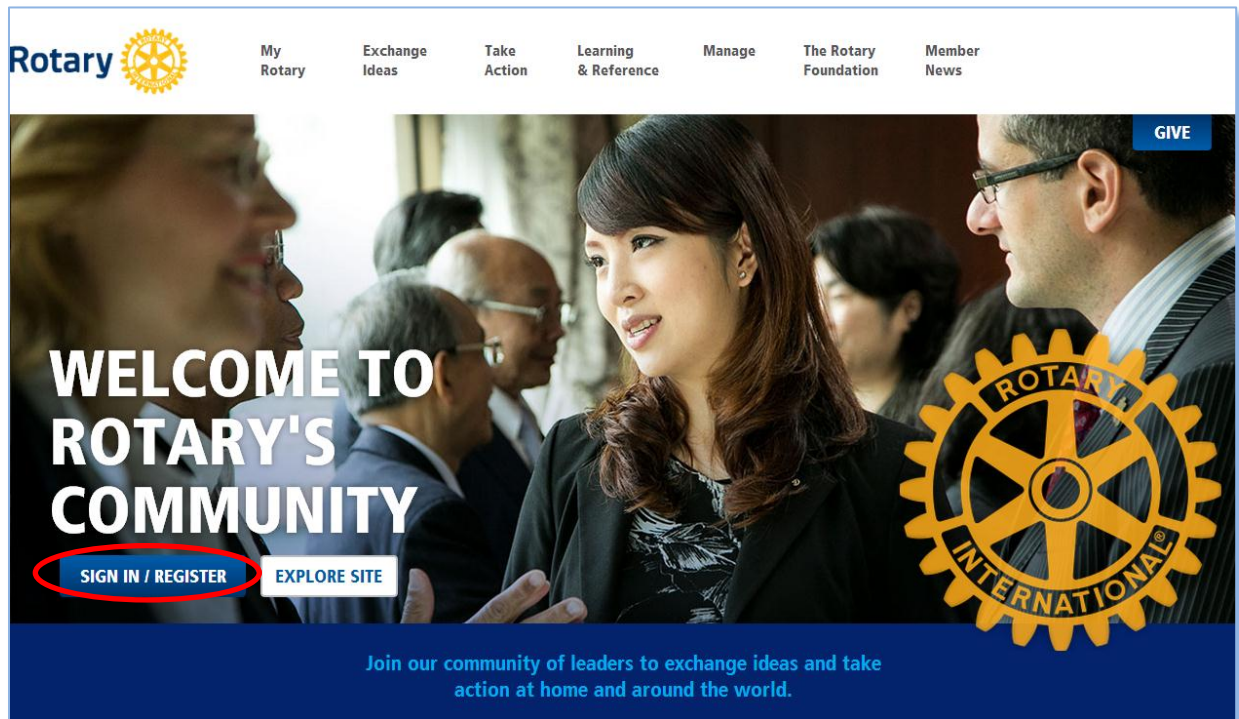 Rotary
ROTARY
INTERNATIONAL
My
Rotary
Exchange
Ideas
Take
Action
Learning
& Reference
Manage
The Rotary
Foundation
Member
News
GIVE
WELCOME TO
ROTARY'S
COMMUNITY
SIGN IN / REGISTER
EXPLORE SITE
ROTARY
INTERNATIONAL®
Join our community of leaders to exchange ideas and take
action at home and around the world.